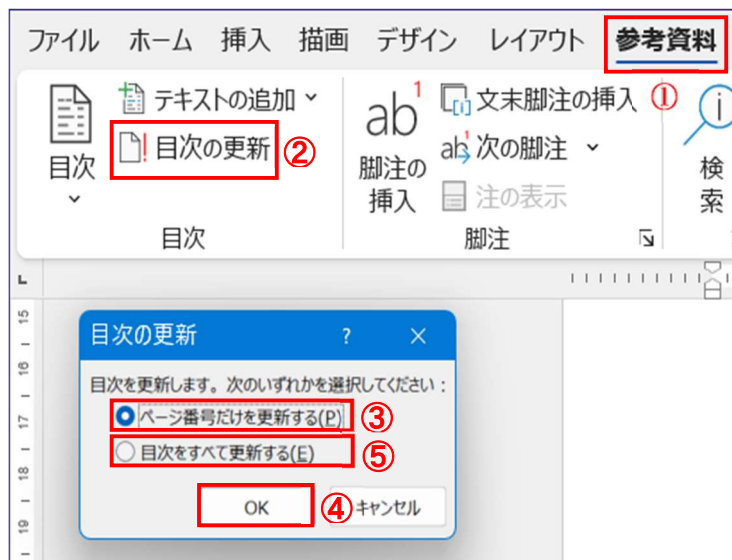 ファイル ホーム 挿入 描画 デザイン レイアウト 参考資料
①
テキストの追加
目次の更新 ②
目次
目次
ab1
脚注の
挿入
[i] 文末脚注の挿入
ab 次の脚注
注の表示
脚注
i
検
索
15
16
17
18
19
目次の更新 ? ×
目次を更新します。次のいずれかを選択してください:
ページ番号だけを更新する(P) ③
目次をすべて更新する(E) ⑤
OK ④ キャンセル